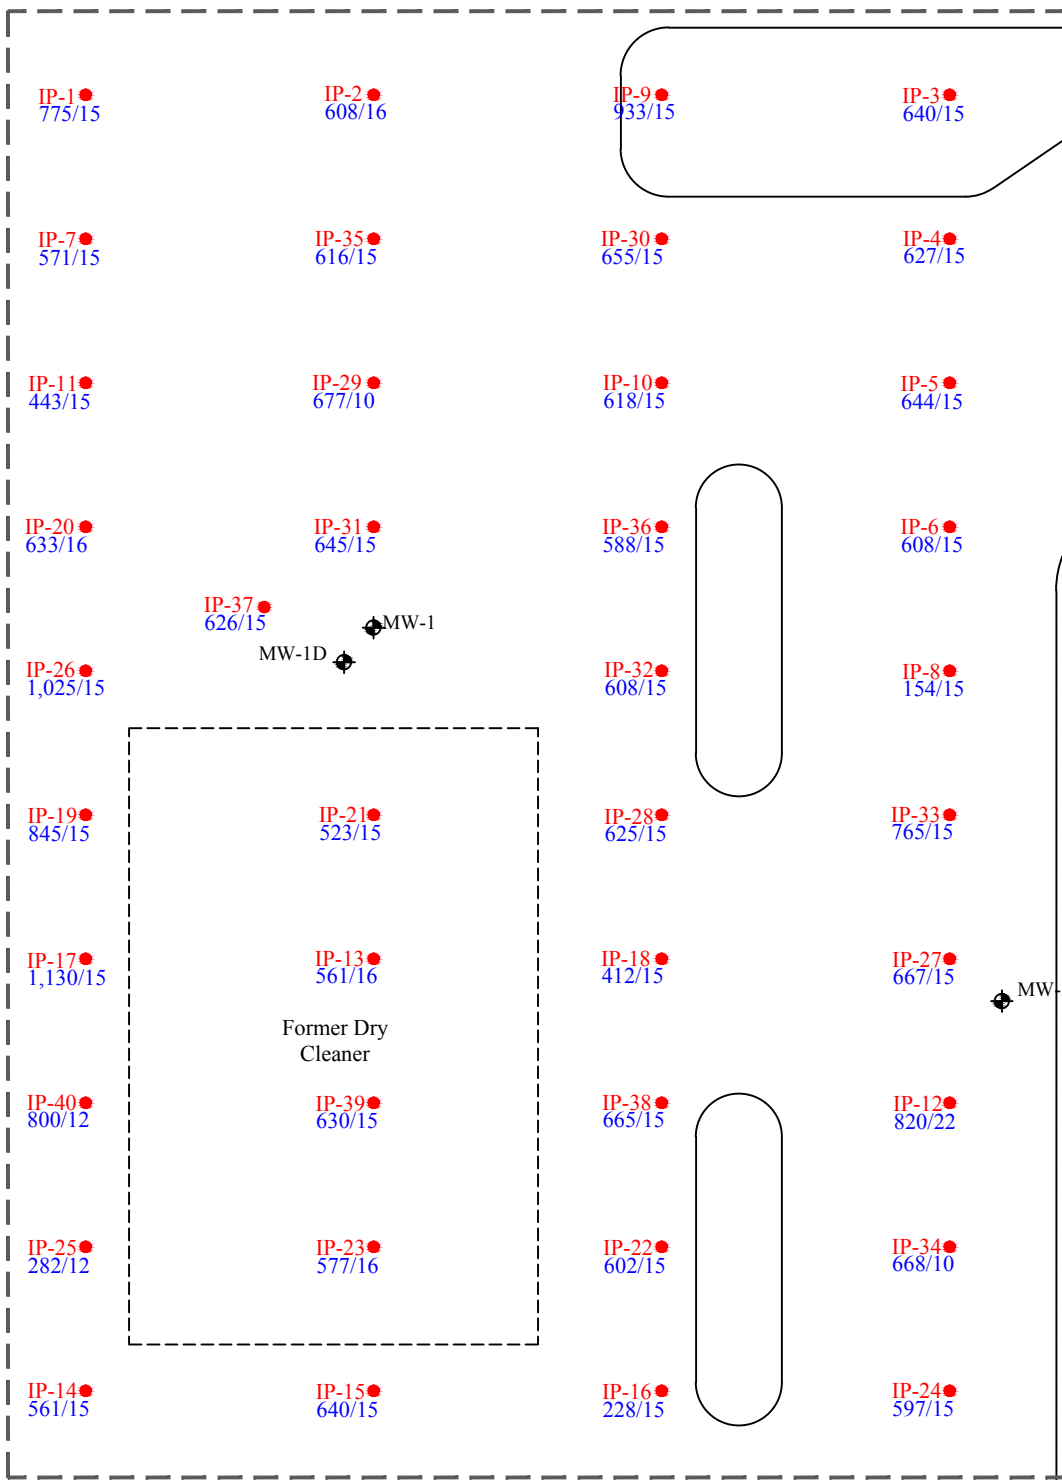 IP-1
775/15
IP-2
608/16
IP-9
933/15
IP-3
640/15
IP-7
571/15
IP-35
616/15
IP-30
655/15
IP-4
627/15
IP-11
443/15
IP-29
677/10
IP-10
618/15
IP-5
644/15
IP-20
633/16
IP-31
645/15
IP-36
588/15
IP-6
608/15
IP-37
626/15
MW-1
MW-1D
IP-26
1,025/15
IP-32
608/15
IP-8
154/15
IP-19
845/15
IP-21
523/15
IP-28
625/15
IP-33
765/15
IP-17
1,130/15
IP-13
561/16
IP-18
412/15
IP-27
667/15
MW-
Former Dry
Cleaner
IP-40
800/12
IP-39
630/15
IP-38
665/15
IP-12
820/22
IP-25
282/12
IP-23
577/16
IP-22
602/15
IP-34
668/10
IP-14
561/15
IP-15
640/15
IP-16
228/15
IP-24
597/15